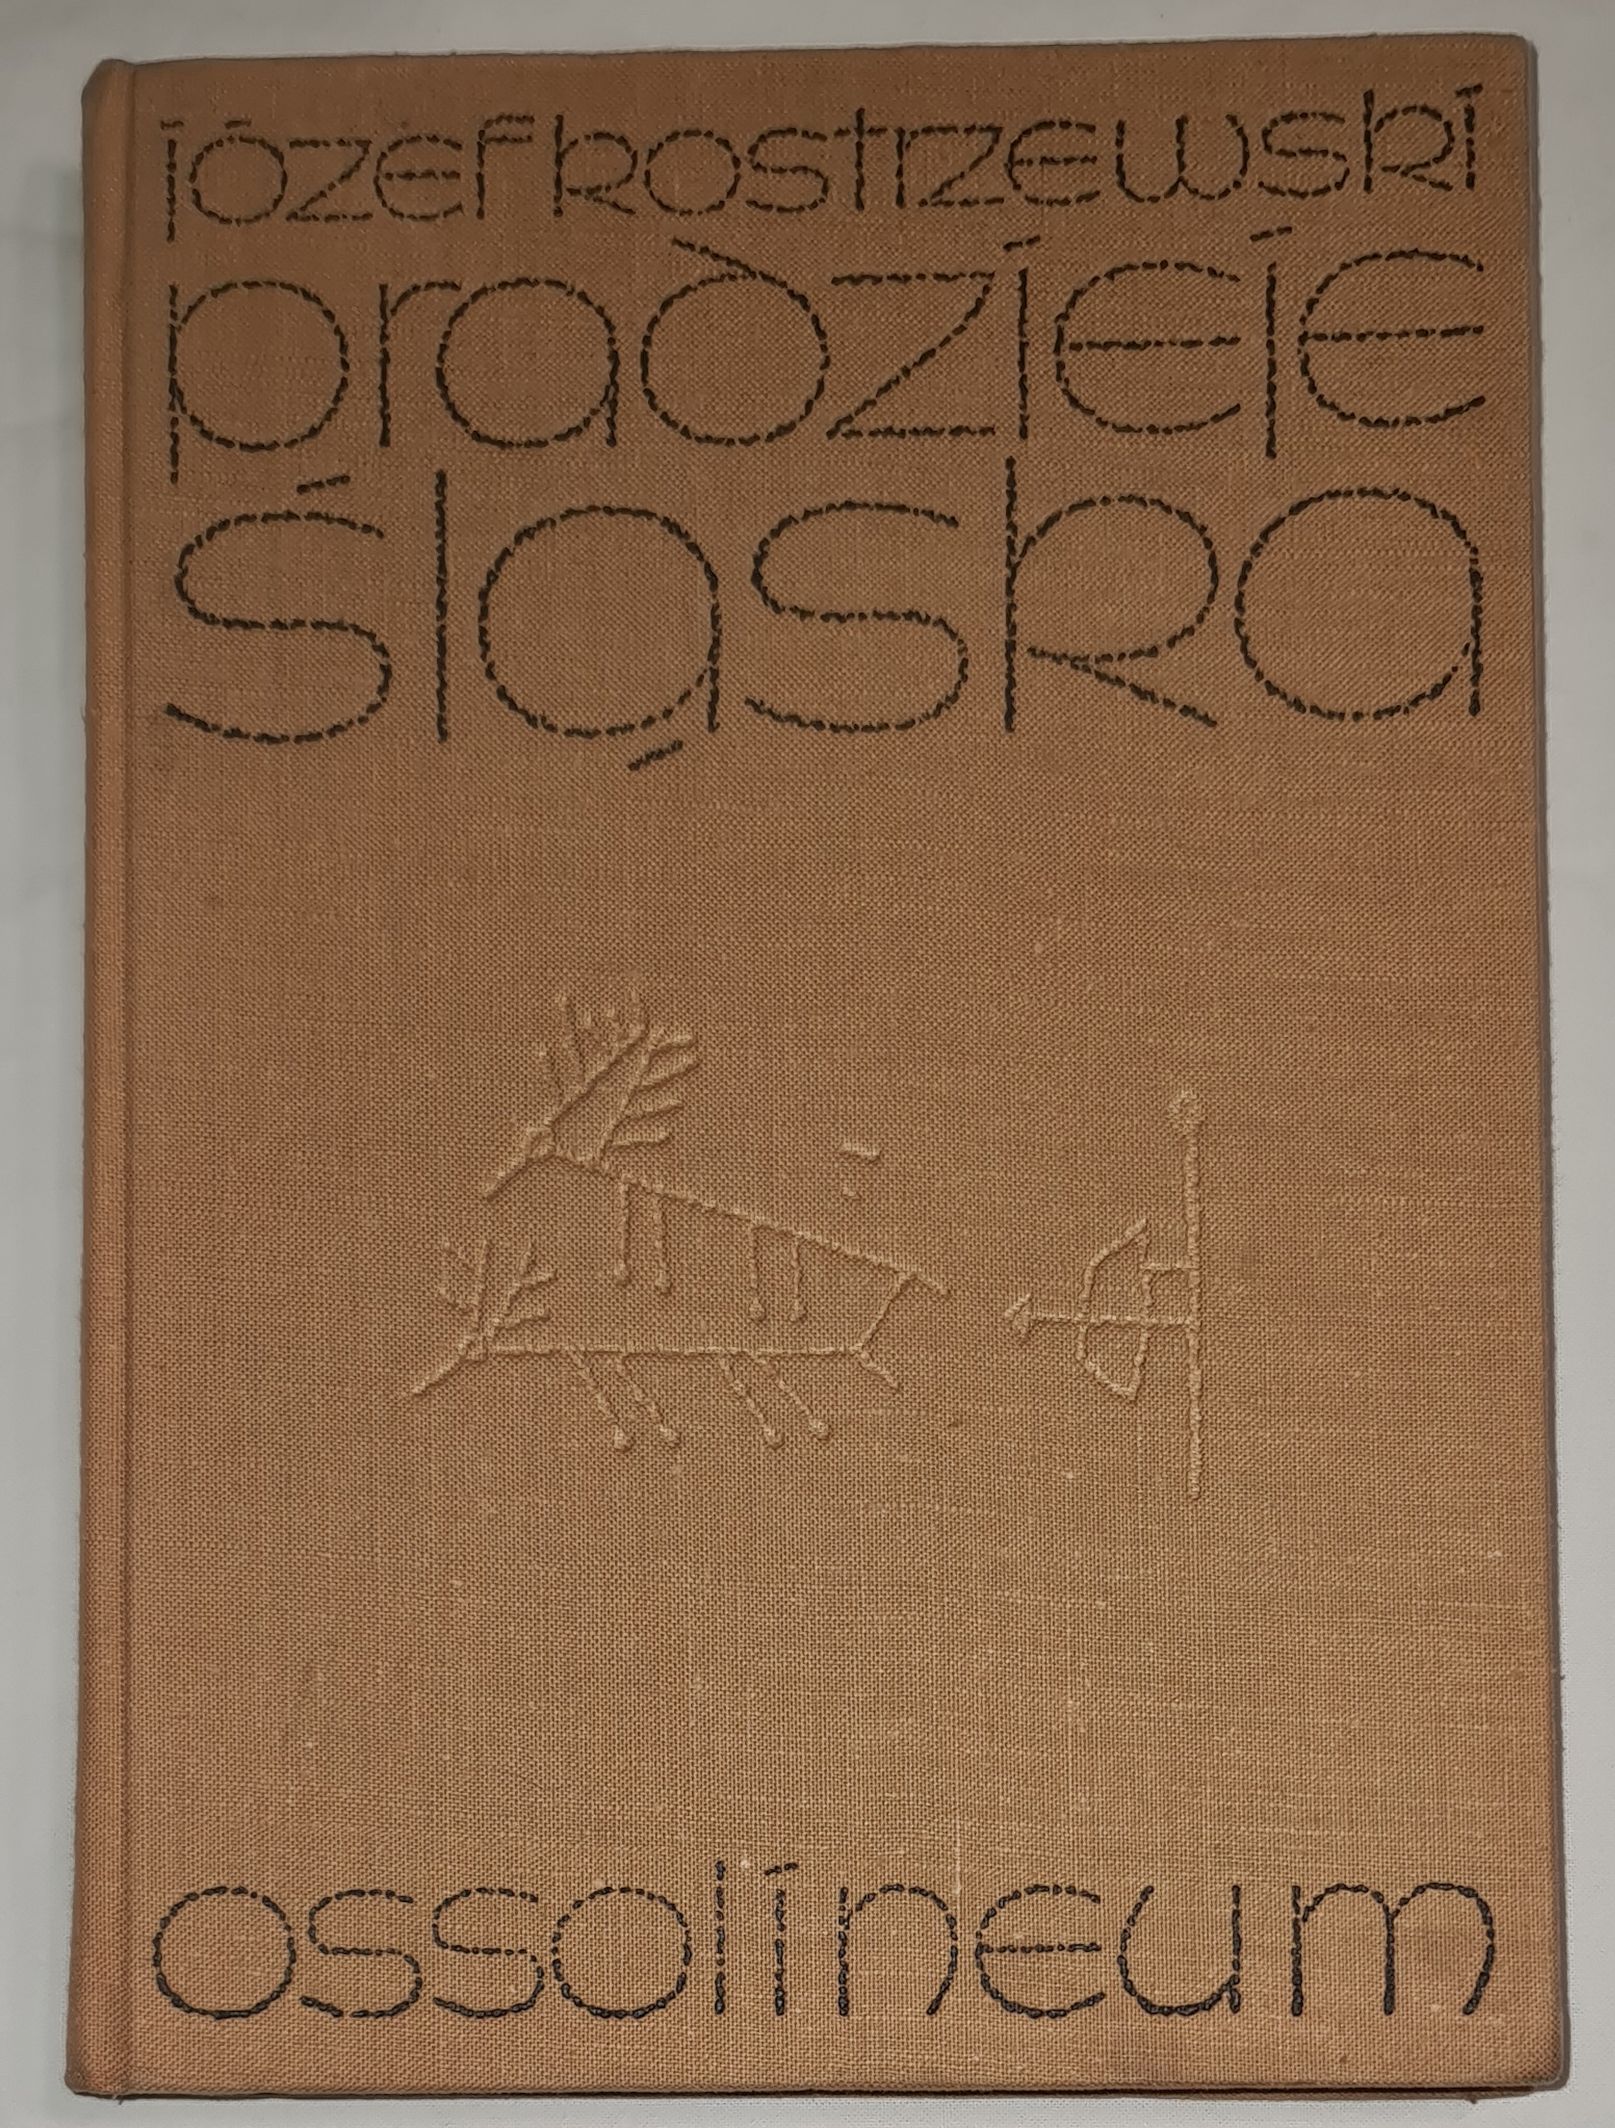 józef kostrzewski
pradzieje
śląska
ossolineum